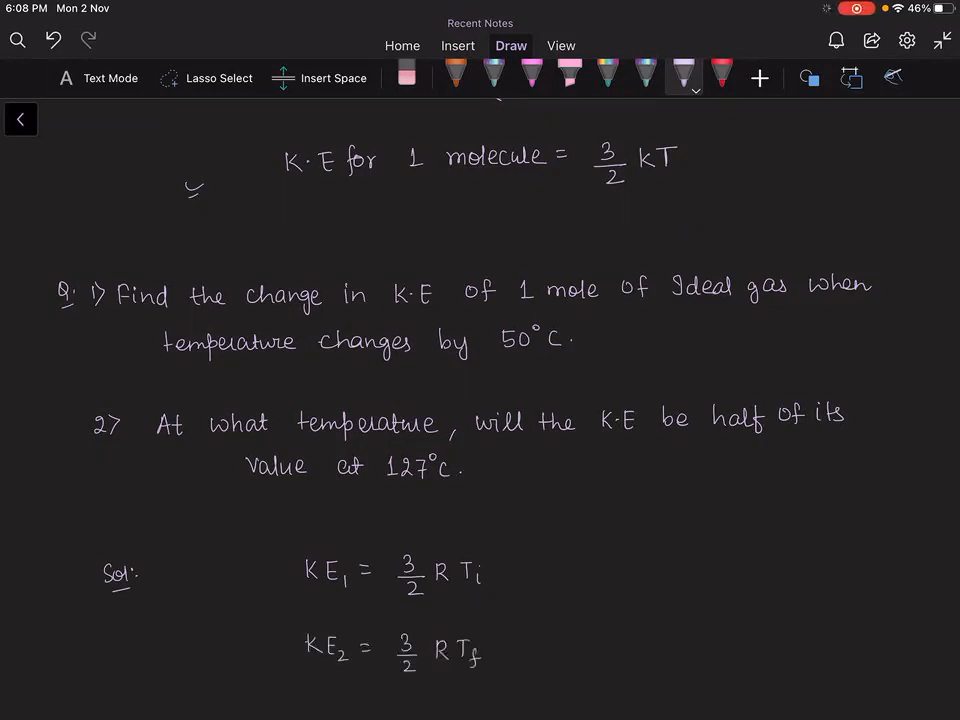 6:08 PM Mon 2 Nov
46%
Recent Notes
Home Insert Draw View
Text Mode Lasso Select Insert Space
K.E for 1 molecule = 3/2 KT
Q: 1> Find the change in K.E of 1 mole of Ideal gas when
temperature changes by 50°C.
2> At what temperature, will the K.E be half of its
value at 127°C.
Sol:
KE₁ = 3/2 R Ti
KE₂ = 3/2 R Tf